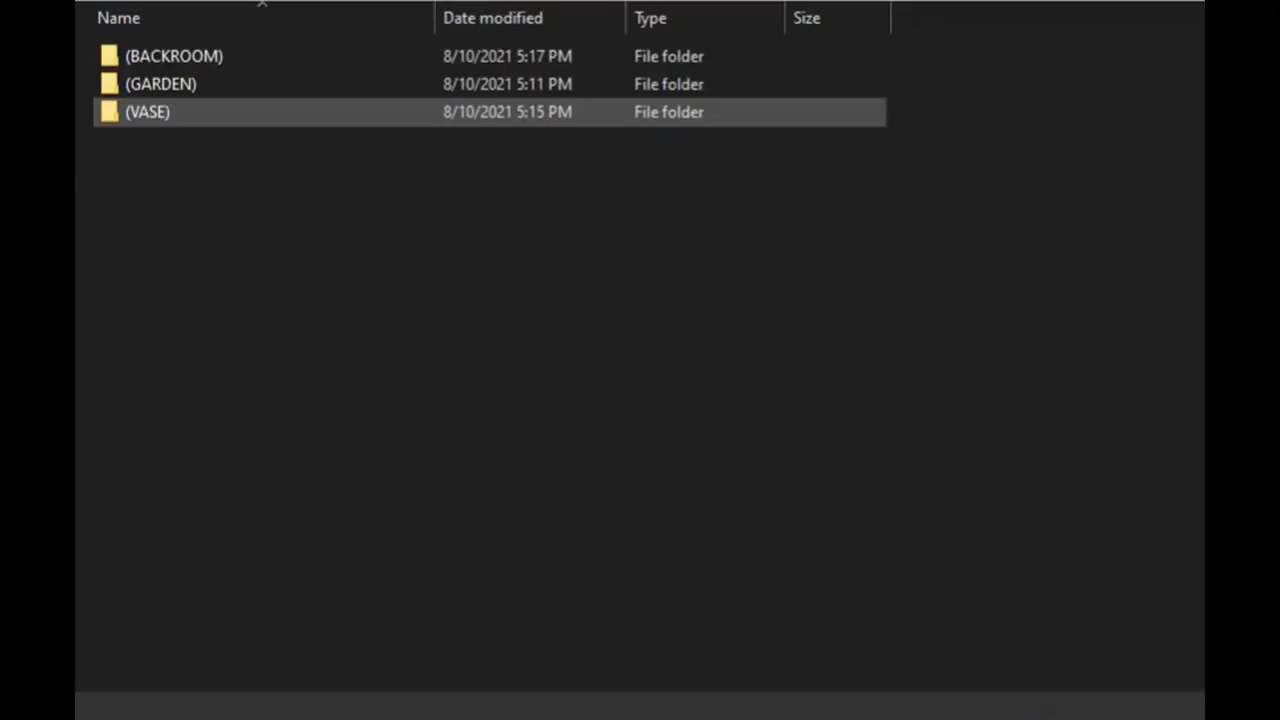 Name Date modified Type Size
(BACKROOM) 8/10/2021 5:17 PM File folder
(GARDEN) 8/10/2021 5:11 PM File folder
(VASE) 8/10/2021 5:15 PM File folder